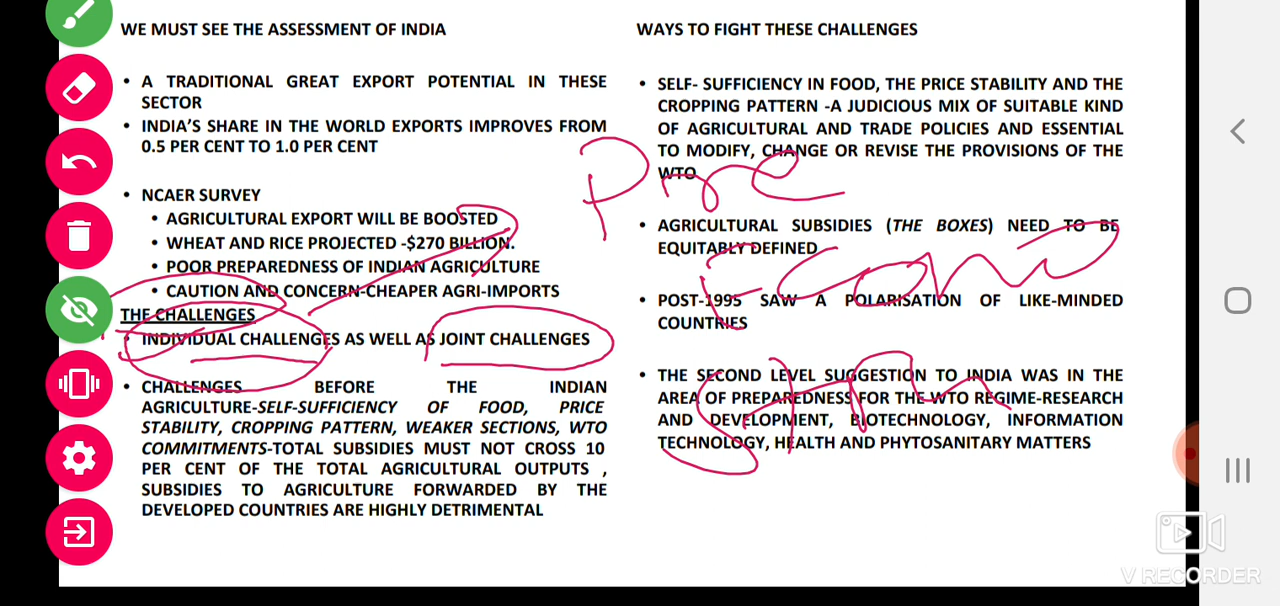 WE MUST SEE THE ASSESSMENT OF INDIA
• A TRADITIONAL GREAT EXPORT POTENTIAL IN THESE
SECTOR
• INDIA'S SHARE IN THE WORLD EXPORTS IMPROVES FROM
0.5 PER CENT TO 1.0 PER CENT
• NCAER SURVEY
• AGRICULTURAL EXPORT WILL BE BOOSTED
• WHEAT AND RICE PROJECTED -$270 BILLION.
• POOR PREPAREDNESS OF INDIAN AGRICULTURE
• CAUTION AND CONCERN-CHEAPER AGRI-IMPORTS
THE CHALLENGES
• INDIVIDUAL CHALLENGES AS WELL AS JOINT CHALLENGES
• CHALLENGES BEFORE THE INDIAN
AGRICULTURE-SELF-SUFFICIENCY OF FOOD, PRICE
STABILITY, CROPPING PATTERN, WEAKER SECTIONS, WTO
COMMITMENTS-TOTAL SUBSIDIES MUST NOT CROSS 10
PER CENT OF THE TOTAL AGRICULTURAL OUTPUTS ,
SUBSIDIES TO AGRICULTURE FORWARDED BY THE
DEVELOPED COUNTRIES ARE HIGHLY DETRIMENTAL
WAYS TO FIGHT THESE CHALLENGES
• SELF- SUFFICIENCY IN FOOD, THE PRICE STABILITY AND THE
CROPPING PATTERN -A JUDICIOUS MIX OF SUITABLE KIND
OF AGRICULTURAL AND TRADE POLICIES AND ESSENTIAL
TO MODIFY, CHANGE OR REVISE THE PROVISIONS OF THE
WTO
• AGRICULTURAL SUBSIDIES (THE BOXES) NEED TO BE
EQUITABLY DEFINED
• POST-1995 SAW A POLARISATION OF LIKE-MINDED
COUNTRIES
• THE SECOND LEVEL SUGGESTION TO INDIA WAS IN THE
AREA OF PREPAREDNESS FOR THE WTO REGIME-RESEARCH
AND DEVELOPMENT, BIOTECHNOLOGY, INFORMATION
TECHNOLOGY, HEALTH AND PHYTOSANITARY MATTERS
V RECORDER